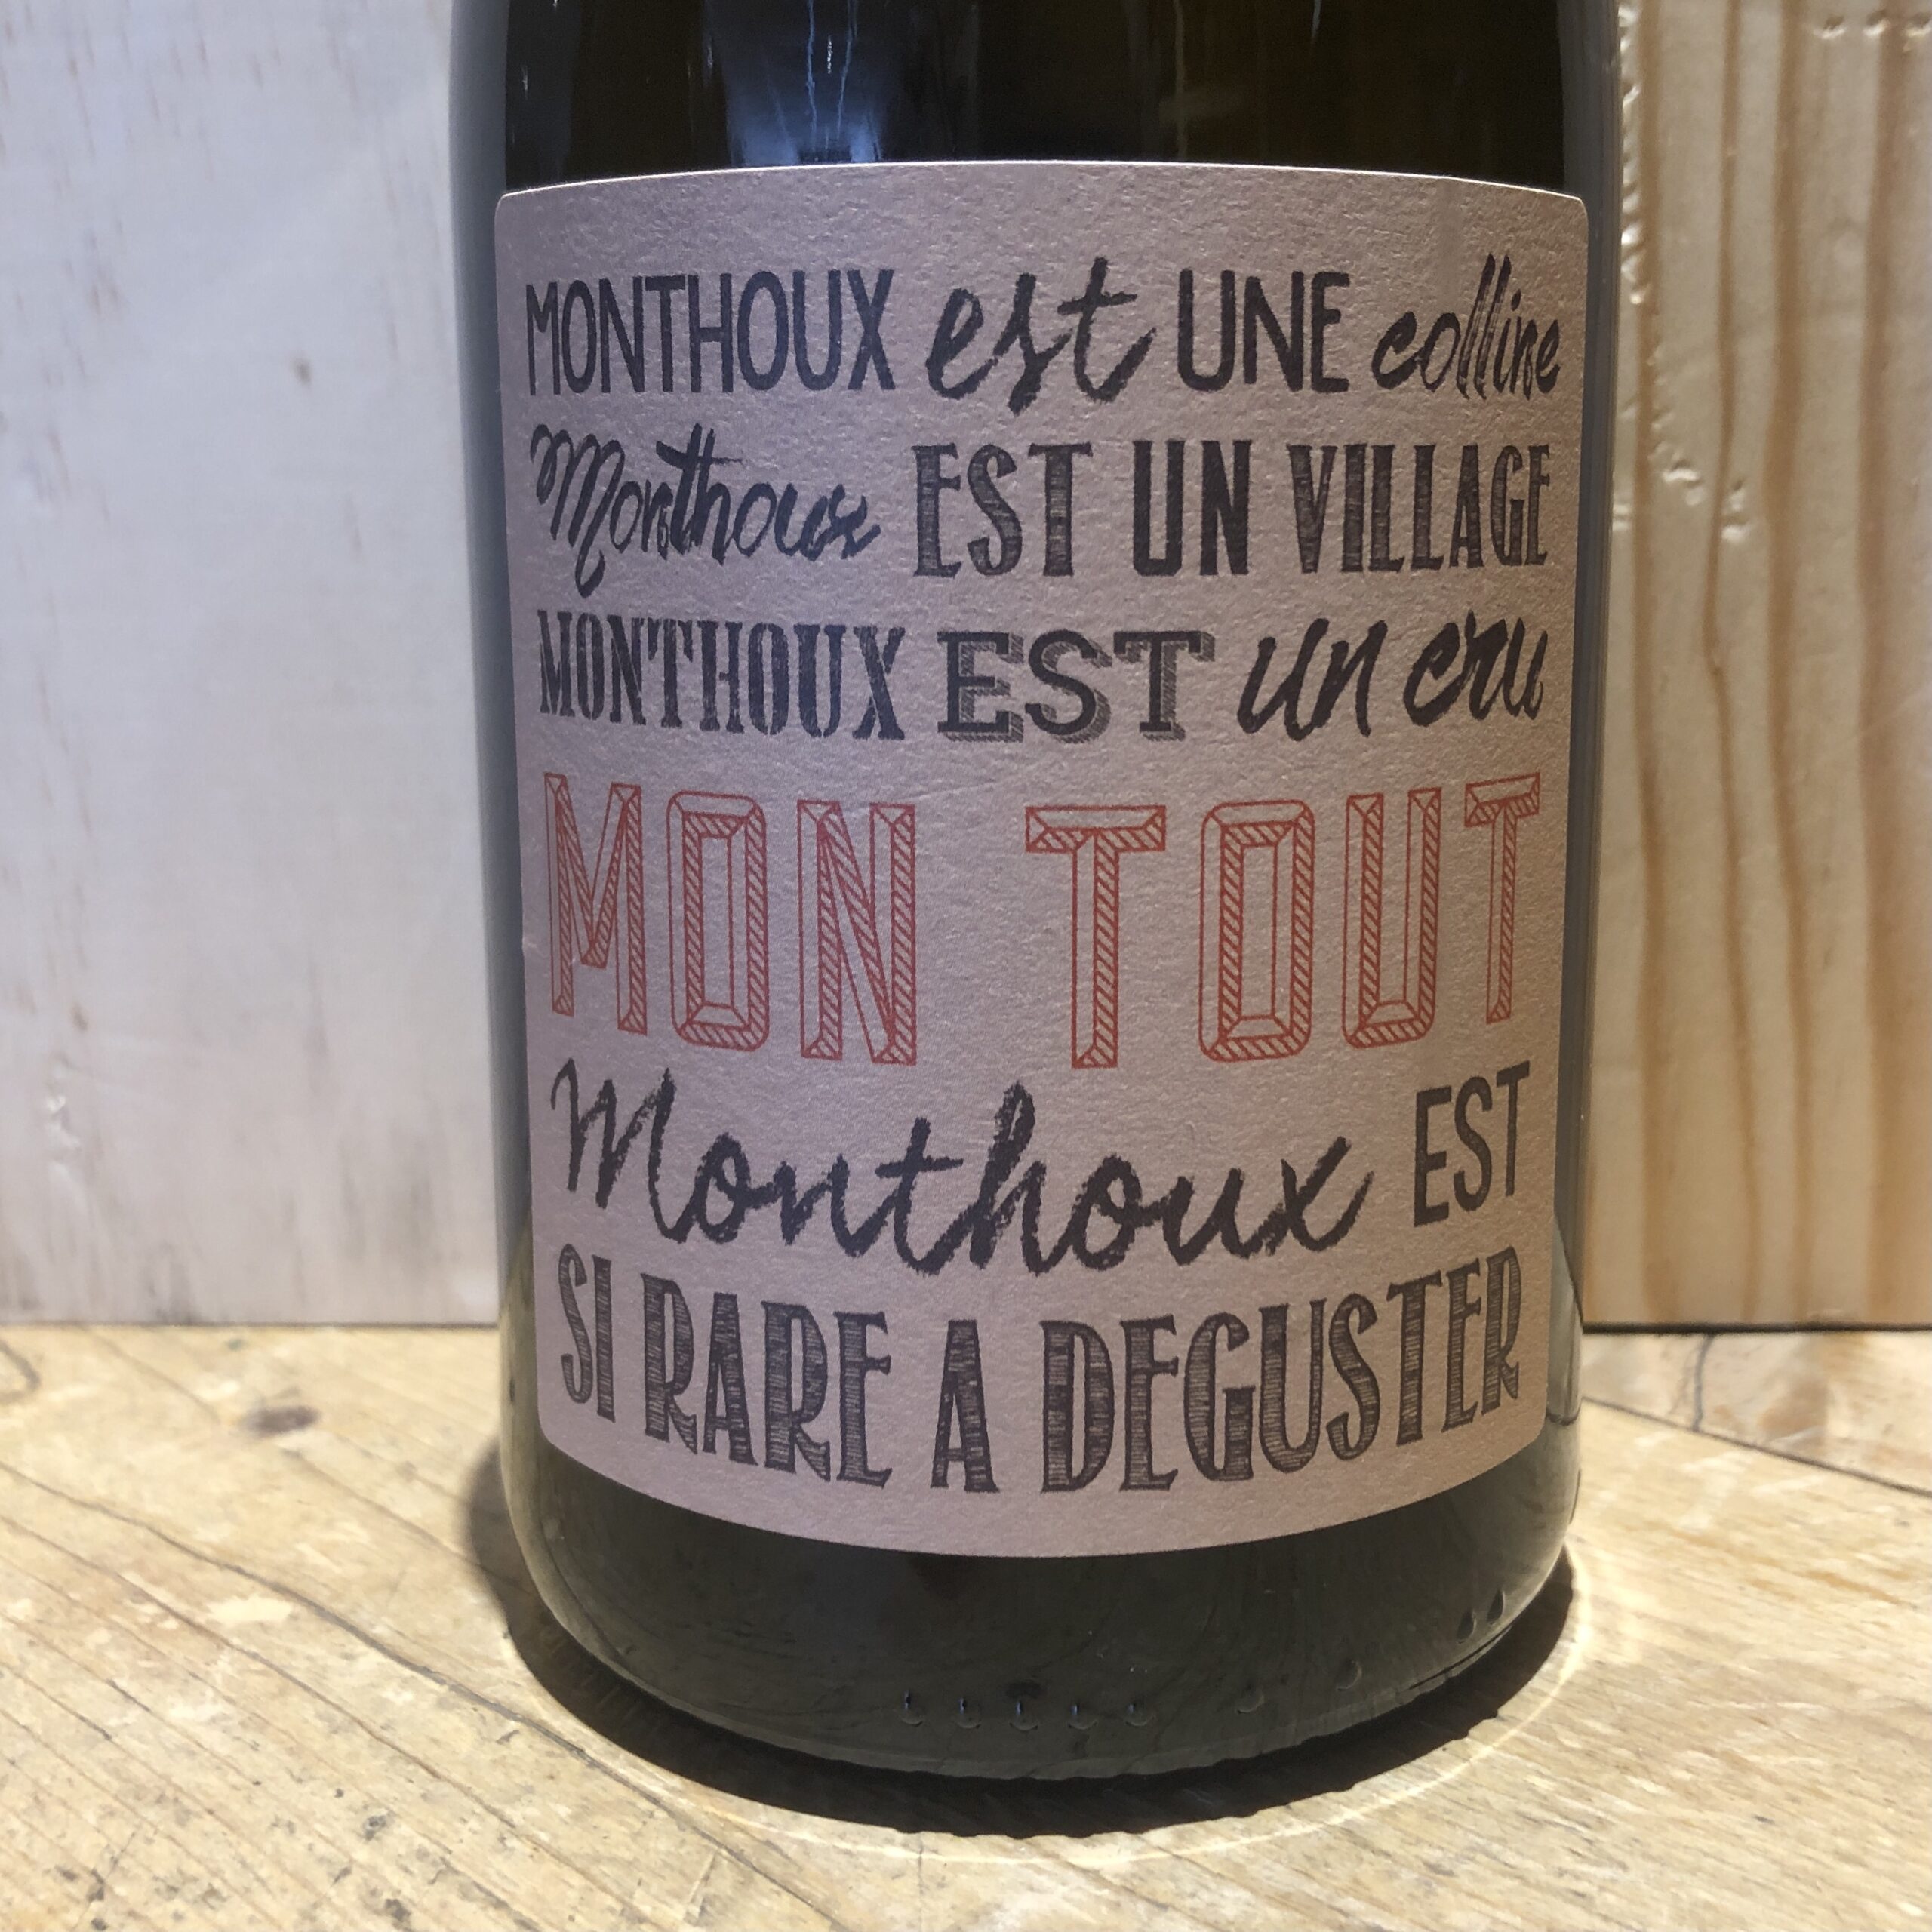 MONTHOUX est UNE colline
Monthoux EST UN VILLAGE
MONTHOUX EST un cru
MON TOUT
Monthoux EST
SI RARE A DEGUSTER